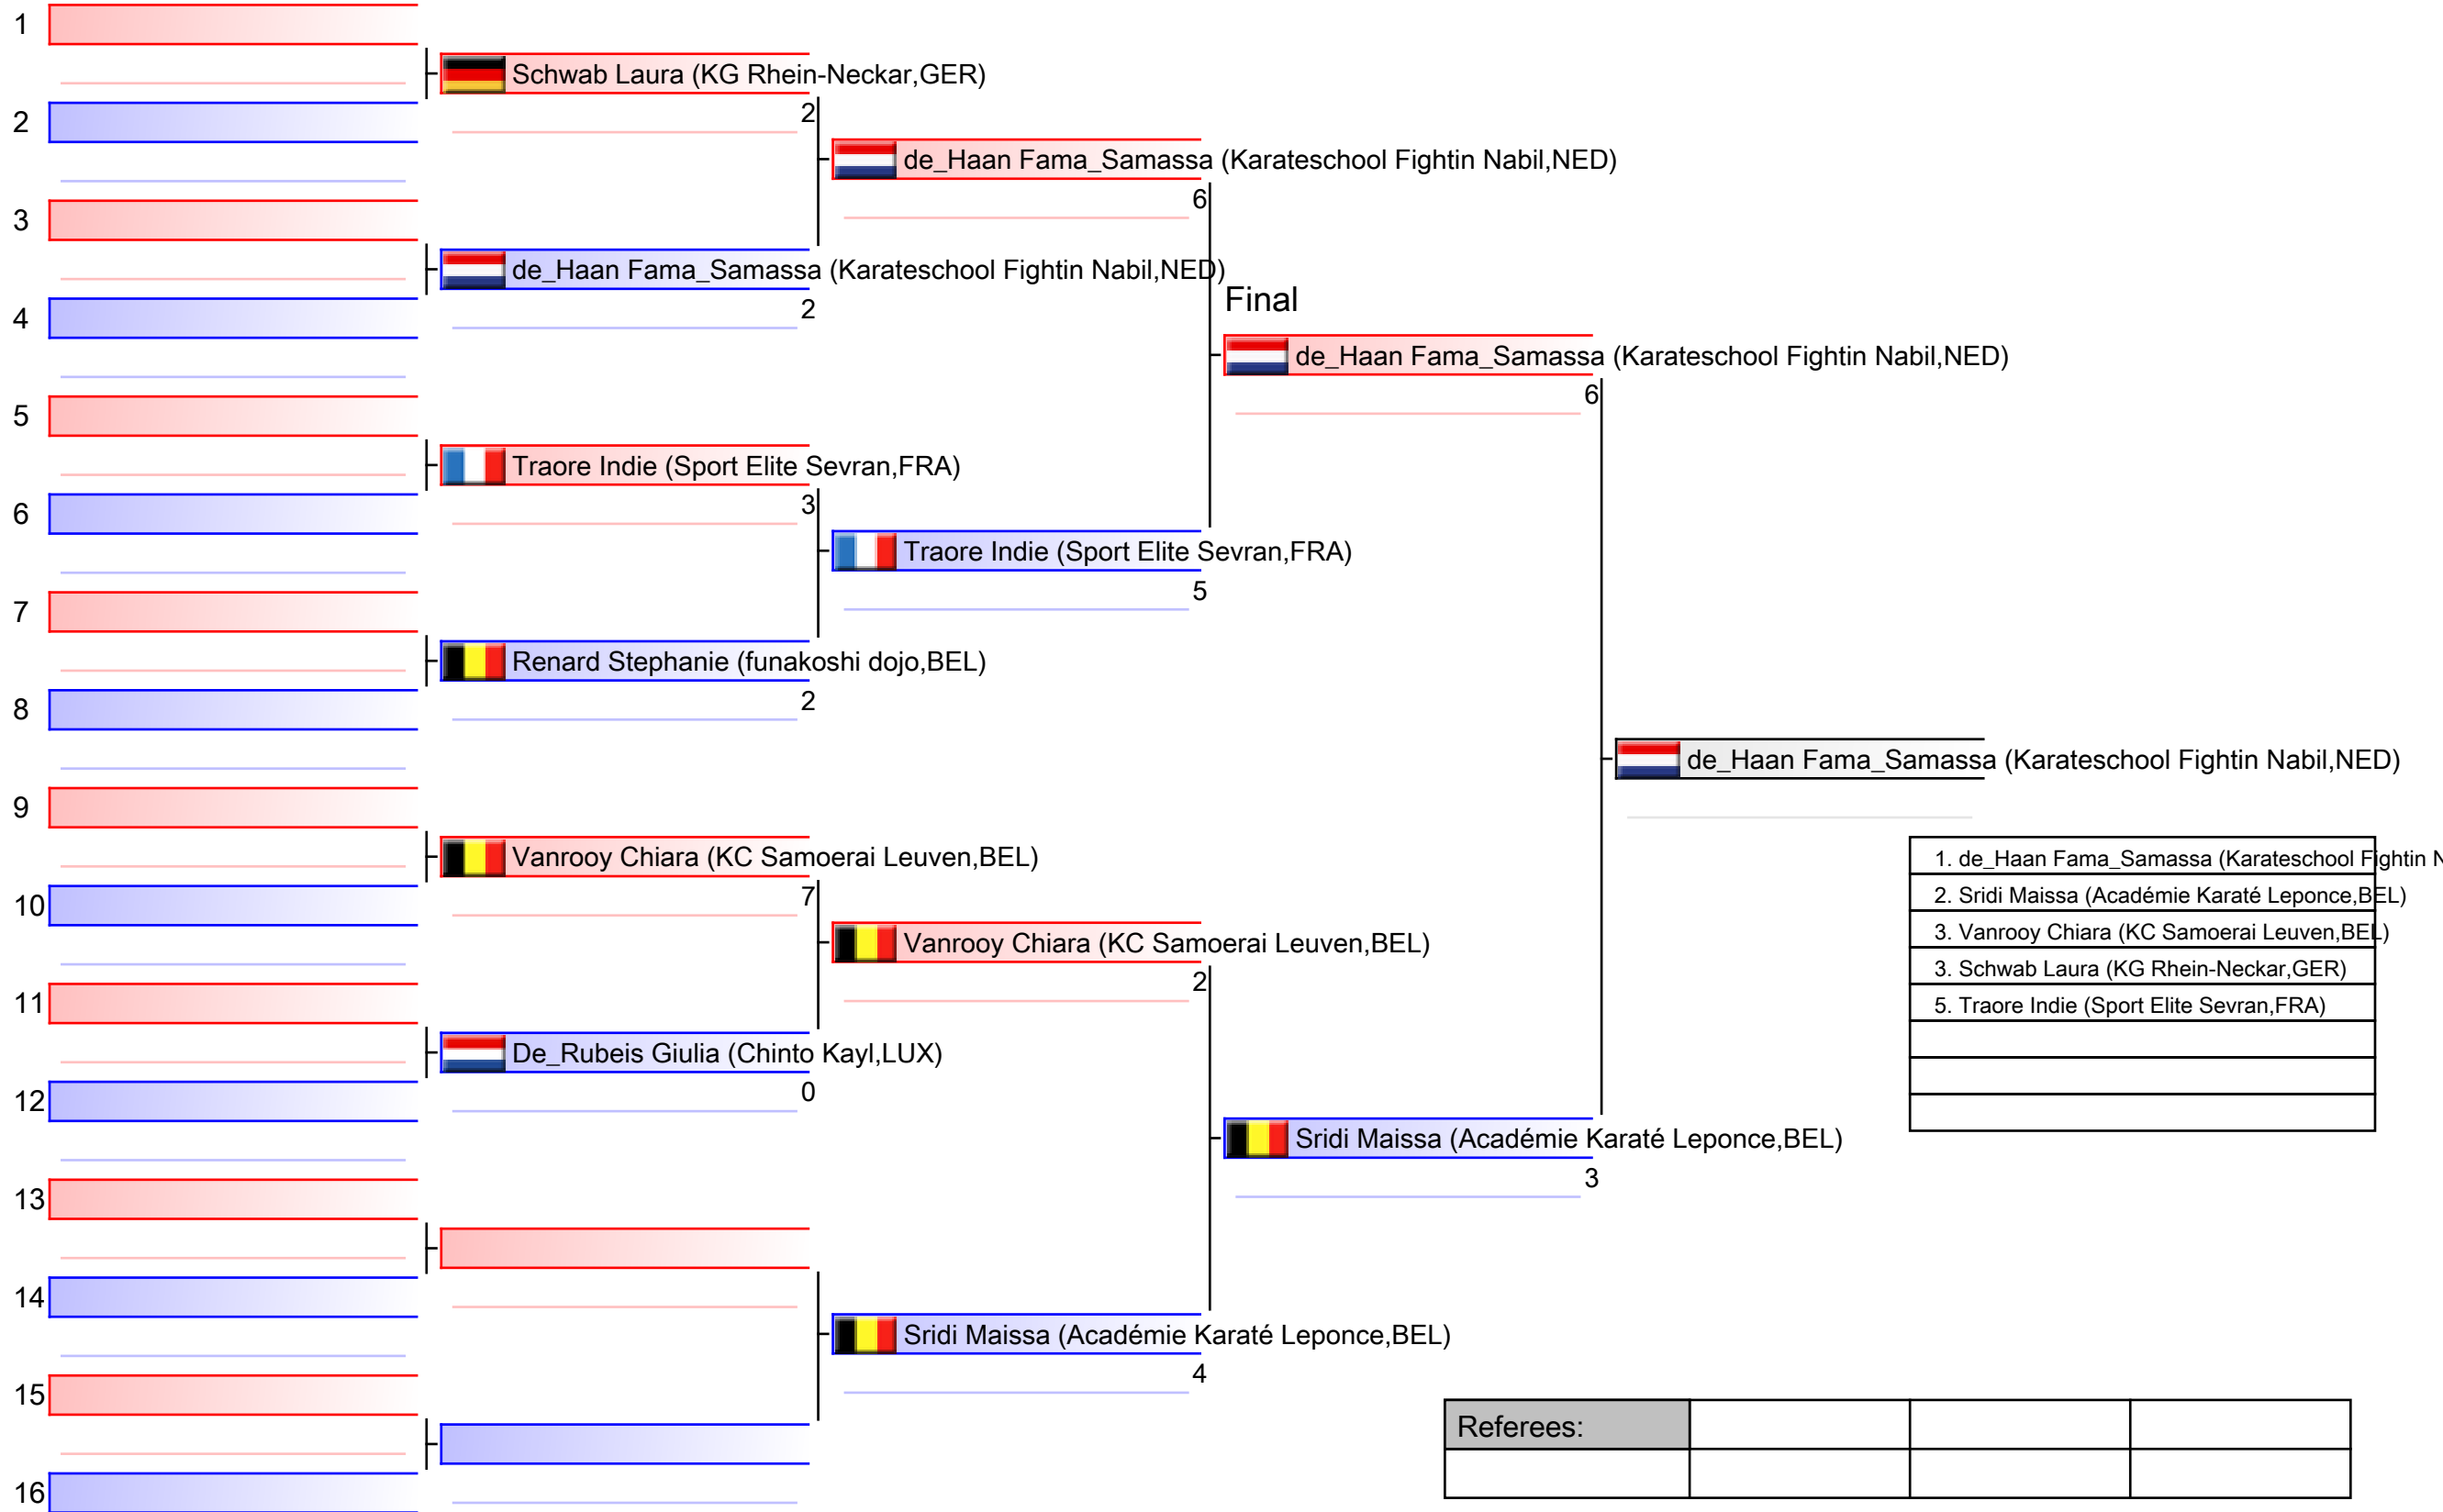 1
Schwab Laura (KG Rhein-Neckar,GER)
2
2
de_Haan Fama_Samassa (Karateschool Fightin Nabil,NED)
6
3
de_Haan Fama_Samassa (Karateschool Fightin Nabil,NED)
2
4
Final
de_Haan Fama_Samassa (Karateschool Fightin Nabil,NED)
6
5
Traore Indie (Sport Elite Sevran,FRA)
3
6
Traore Indie (Sport Elite Sevran,FRA)
5
7
Renard Stephanie (funakoshi dojo,BEL)
2
8
de_Haan Fama_Samassa (Karateschool Fightin Nabil,NED)
9
Vanrooy Chiara (KC Samoerai Leuven,BEL)
7
10
Vanrooy Chiara (KC Samoerai Leuven,BEL)
2
11
De_Rubeis Giulia (Chinto Kayl,LUX)
0
12
Sridi Maissa (Académie Karaté Leponce,BEL)
3
13
14
Sridi Maissa (Académie Karaté Leponce,BEL)
4
15
16
1. de_Haan Fama_Samassa (Karateschool Fightin N
2. Sridi Maissa (Académie Karaté Leponce,BEL)
3. Vanrooy Chiara (KC Samoerai Leuven,BEL)
3. Schwab Laura (KG Rhein-Neckar,GER)
5. Traore Indie (Sport Elite Sevran,FRA)
Referees: